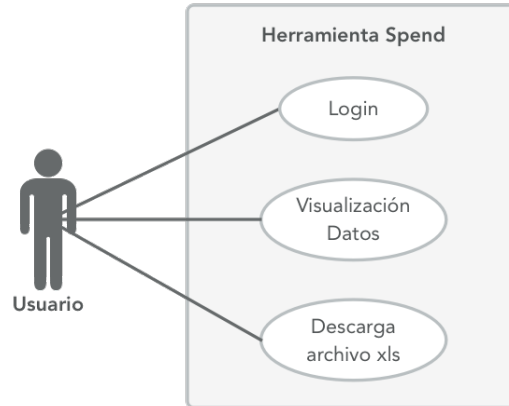 Herramienta Spend
Login
Visualización
Datos
Usuario
Descarga
archivo xls